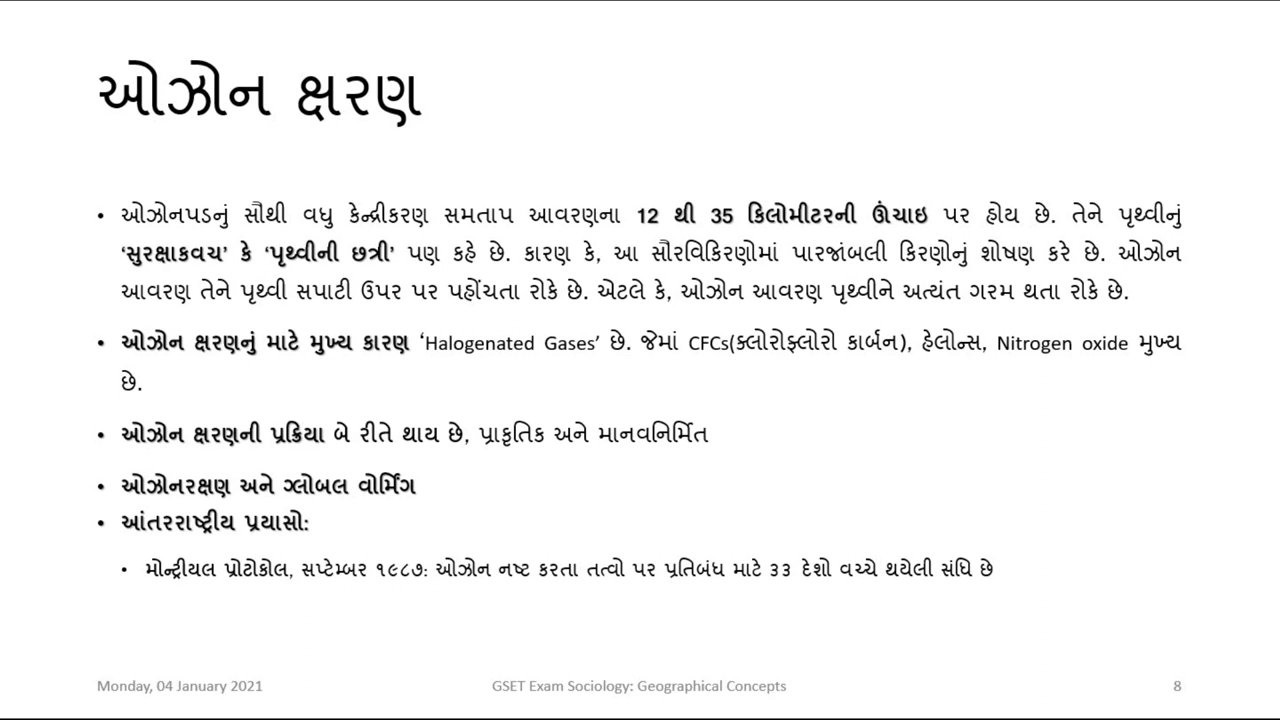 ઓઝોન ક્ષરણ
• ઓઝોનપડનું સૌથી વધુ કેન્દ્રીકરણ સમતાપ આવરણના 12 થી 35 કિલોમીટરની ઊંચાઇ પર હોય છે. તેને પૃથ્વીનું
‘સુરક્ષાકવચ’ કે ‘પૃથ્વીની છત્રી’ પણ કહે છે. કારણ કે, આ સૌરવિકિરણોમાં પારજાંબલી કિરણોનું શોષણ કરે છે. ઓઝોન
આવરણ તેને પૃથ્વી સપાટી ઉપર પર પહોંચતા રોકે છે. એટલે કે, ઓઝોન આવરણ પૃથ્વીને અત્યંત ગરમ થતા રોકે છે.
• ઓઝોન ક્ષરણનું માટે મુખ્ય કારણ ‘Halogenated Gases’ છે. જેમાં CFCs(ક્લોરોફ્લોરો કાર્બન), હેલોન્સ, Nitrogen oxide મુખ્ય
છે.
• ઓઝોન ક્ષરણની પ્રક્રિયા બે રીતે થાય છે, પ્રાકૃતિક અને માનવનિર્મિત
• ઓઝોનરક્ષણ અને ગ્લોબલ વોર્મિંગ
• આંતરરાષ્ટ્રીય પ્રયાસો:
• મોન્ટ્રીયલ પ્રોટોકોલ, સપ્ટેમ્બર ૧૯૮૭: ઓઝોન નષ્ટ કરતા તત્વો પર પ્રતિબંધ માટે ૩૩ દેશો વચ્ચે થયેલી સંધિ છે
Monday, 04 January 2021
GSET Exam Sociology: Geographical Concepts
8